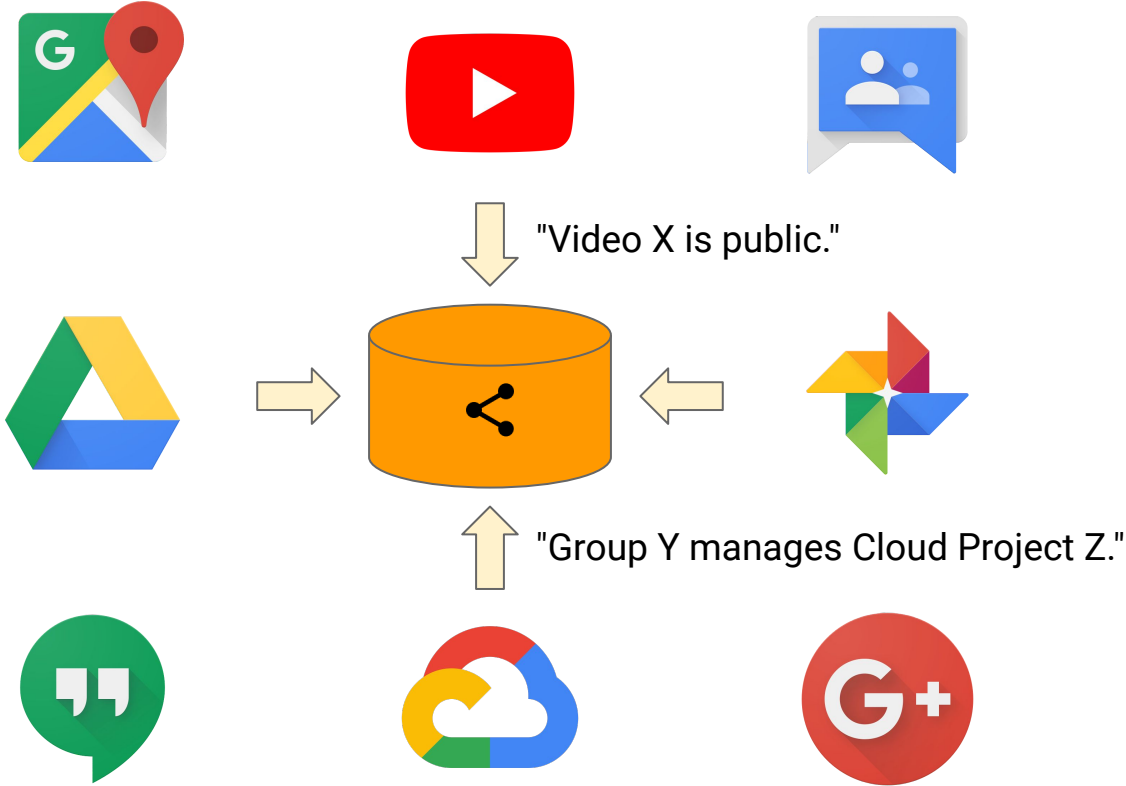 G
"Video X is public."
"Group Y manages Cloud Project Z."
G+